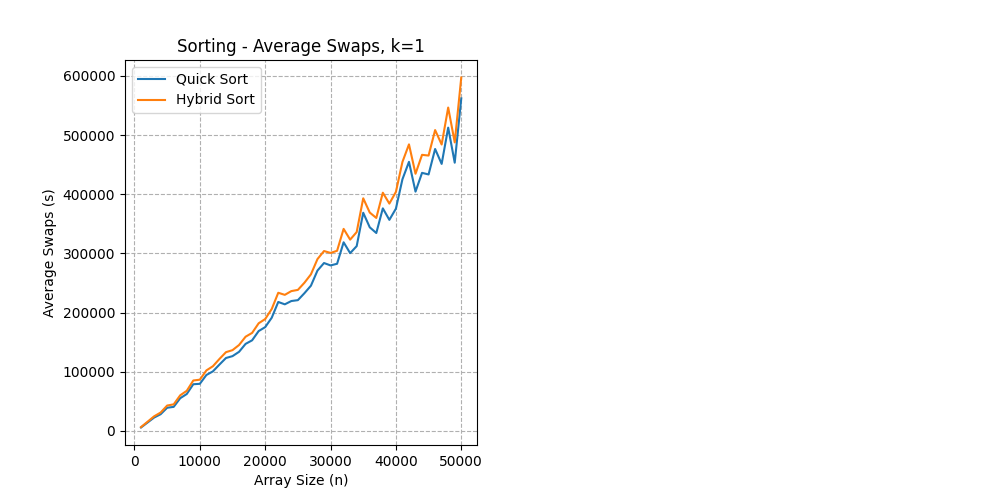 Sorting - Average Swaps, k=1
Quick Sort
Hybrid Sort
Average Swaps (s)
600000
500000
400000
300000
200000
100000
0
0 10000 20000 30000 40000 50000
Array Size (n)